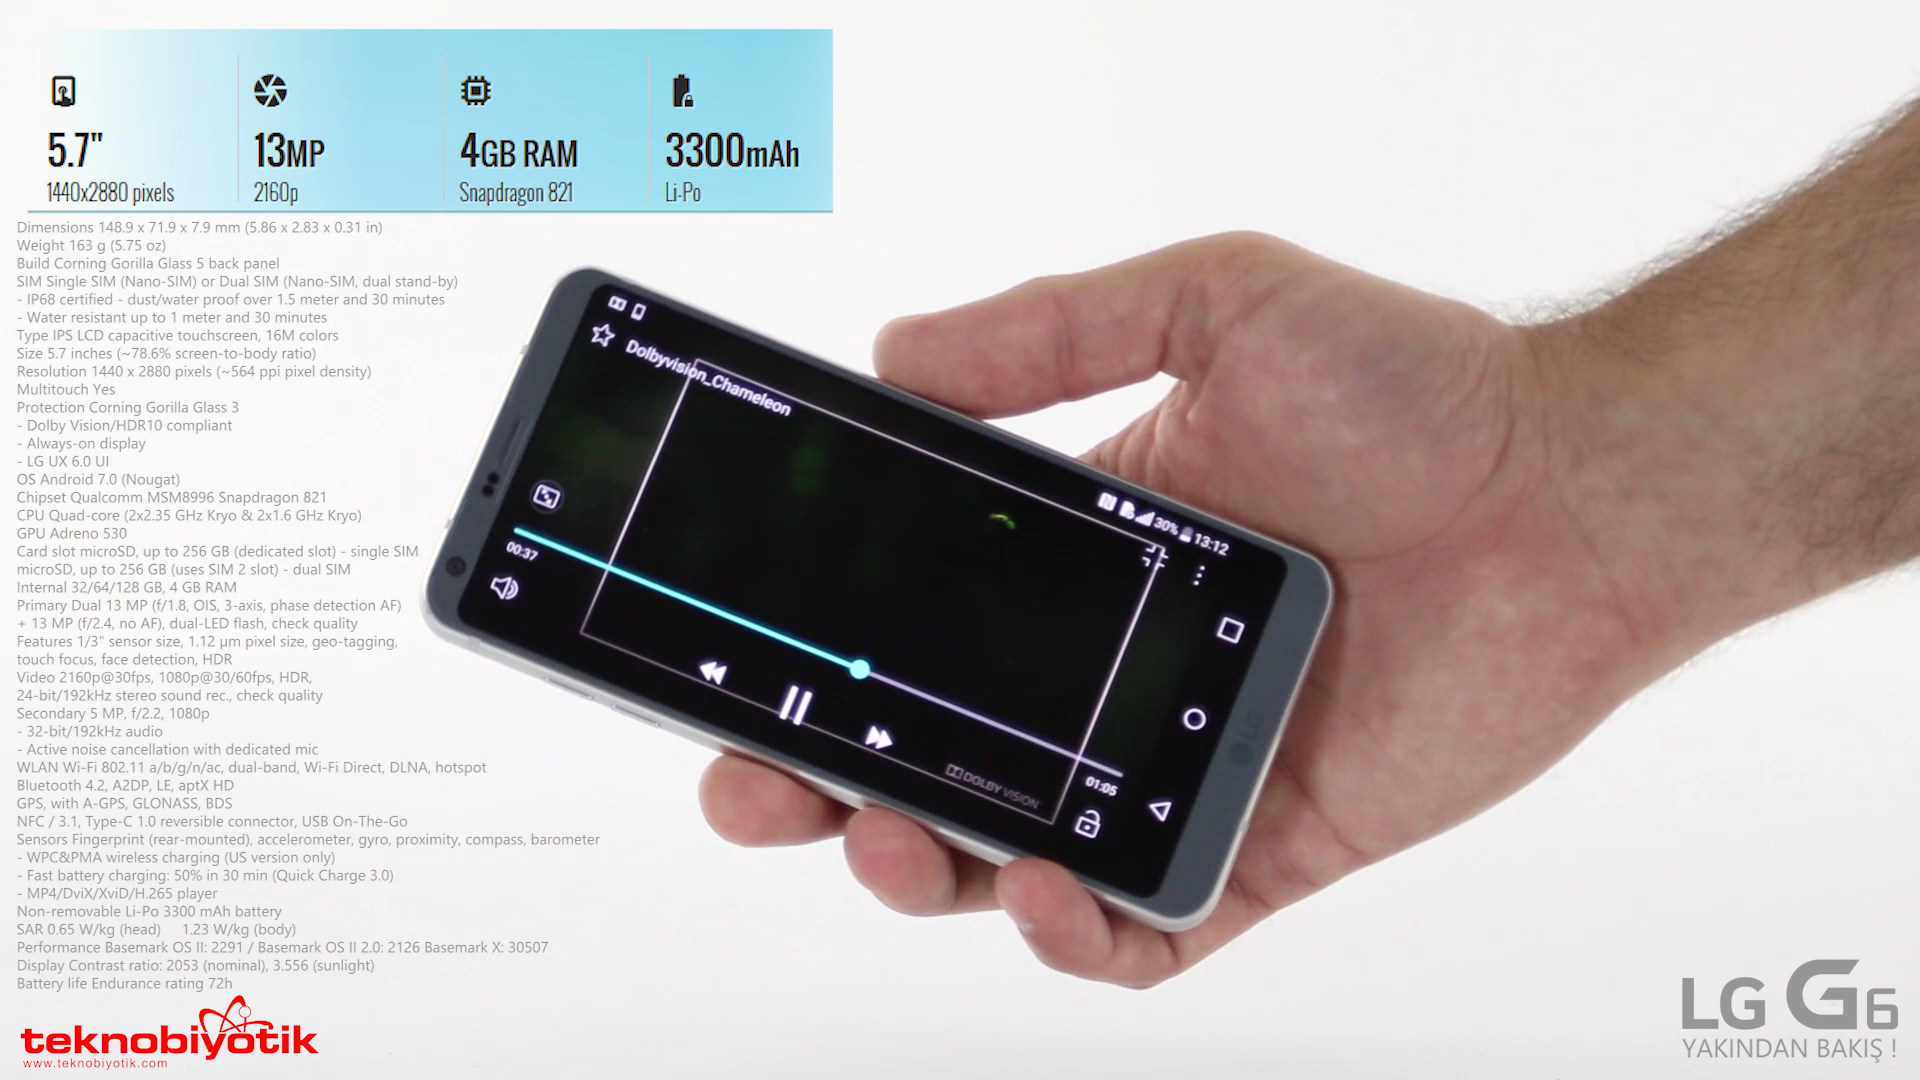 5.7"
1440x2880 pixels
13MP
2160p
4GB RAM
Snapdragon 821
3300mAh
Li-Po
Dimensions 148.9 x 71.9 x 7.9 mm (5.86 x 2.83 x 0.31 in)
Weight 163 g (5.75 oz)
Build Corning Gorilla Glass 5 back panel
SIM Single SIM (Nano-SIM) or Dual SIM (Nano-SIM, dual stand-by)
- IP68 certified - dust/water proof over 1.5 meter and 30 minutes
- Water resistant up to 1 meter and 30 minutes
Type IPS LCD capacitive touchscreen, 16M colors
Size 5.7 inches (~78.6% screen-to-body ratio)
Resolution 1440 x 2880 pixels (~564 ppi pixel density)
Multitouch Yes
Protection Corning Gorilla Glass 3
- Dolby Vision/HDR10 compliant
- Always-on display
- LG UX 6.0 UI
OS Android 7.0 (Nougat)
Chipset Qualcomm MSM8996 Snapdragon 821
CPU Quad-core (2x2.35 GHz Kryo & 2x1.6 GHz Kryo)
GPU Adreno 530
Card slot microSD, up to 256 GB (dedicated slot) - single SIM
microSD, up to 256 GB (uses SIM 2 slot) - dual SIM
Internal 32/64/128 GB, 4 GB RAM
Primary Dual 13 MP (f/1.8, OIS, 3-axis, phase detection AF)
+ 13 MP (f/2.4, no AF), dual-LED flash, check quality
Features 1/3" sensor size, 1.12 µm pixel size, geo-tagging,
touch focus, face detection, HDR
Video 2160p@30fps, 1080p@30/60fps, HDR,
24-bit/192kHz stereo sound rec., check quality
Secondary 5 MP, f/2.2, 1080p
- 32-bit/192kHz audio
- Active noise cancellation with dedicated mic
WLAN Wi-Fi 802.11 a/b/g/n/ac, dual-band, Wi-Fi Direct, DLNA, hotspot
Bluetooth 4.2, A2DP, LE, aptX HD
GPS, with A-GPS, GLONASS, BDS
NFC / 3.1, Type-C 1.0 reversible connector, USB On-The-Go
Sensors Fingerprint (rear-mounted), accelerometer, gyro, proximity, compass, barometer
- WPC&PMA wireless charging (US version only)
- Fast battery charging: 50% in 30 min (Quick Charge 3.0)
- MP4/DviX/XviD/H.265 player
Non-removable Li-Po 3300 mAh battery
SAR 0.65 W/kg (head) 1.23 W/kg (body)
Performance Basemark OS II: 2291 / Basemark OS II 2.0: 2126 Basemark X: 30507
Display Contrast ratio: 2053 (nominal), 3.556 (sunlight)
Battery life Endurance rating 72h
teknobiyotik
www.teknobiyotik.com
Dolbyvision_Chameleon
30% 13:12
00:37
01:05
DOLBY VISION
LG
LG G6
YAKINDAN BAKIŞ !